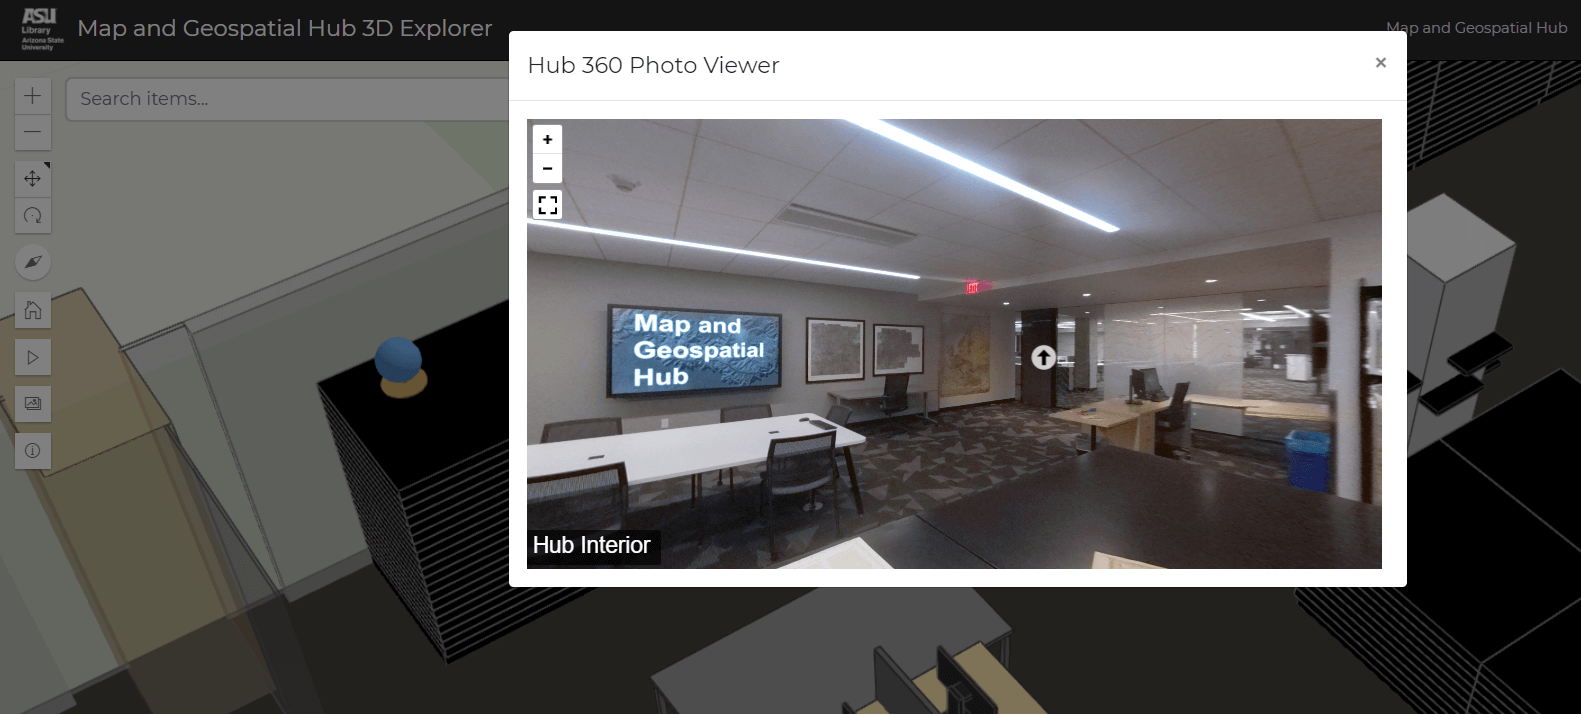 ASU
Library
Arizona State
University
Map and Geospatial Hub 3D Explorer
Map and Geospatial Hub
Search items...
Hub 360 Photo Viewer
×
+
−
Map and
Geospatial
Hub
EXIT
Hub Interior